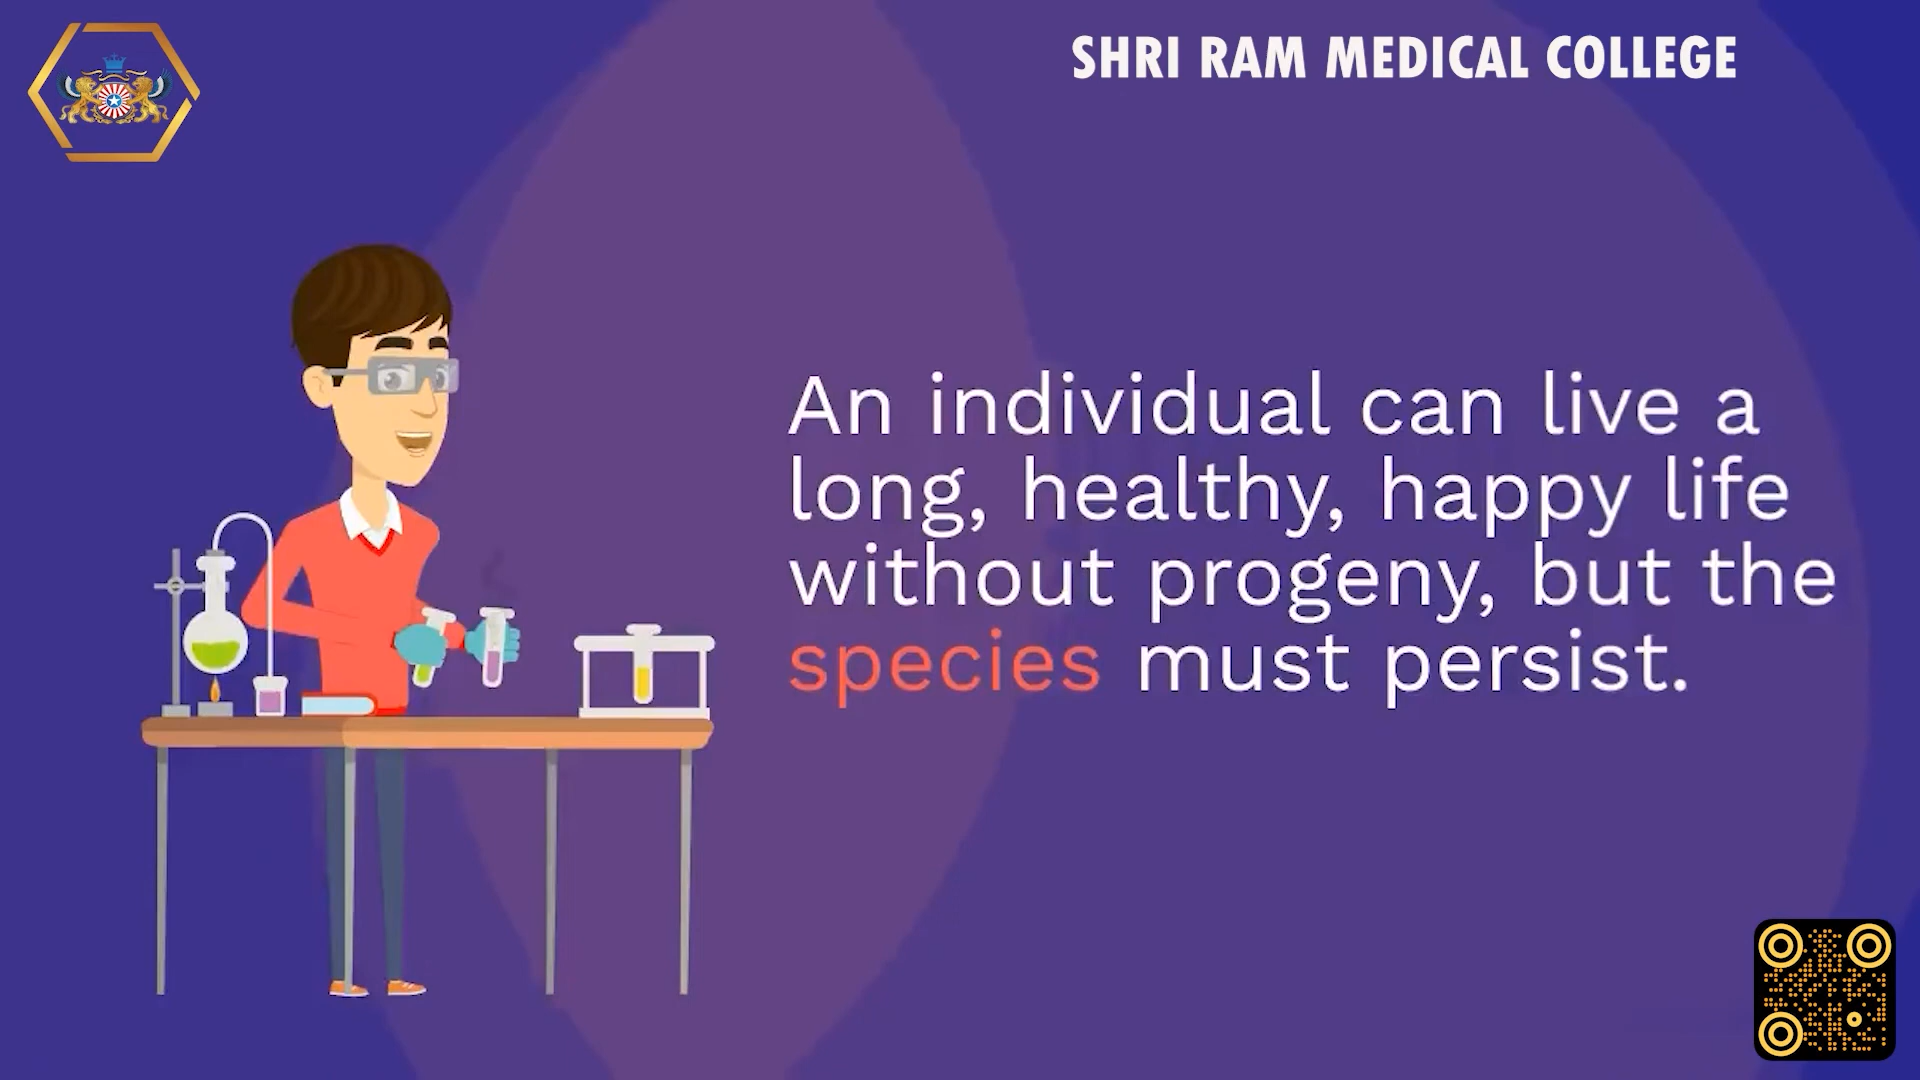 SHRI RAM MEDICAL COLLEGE
An individual can live a
long, healthy, happy life
without progeny, but the
species must persist.